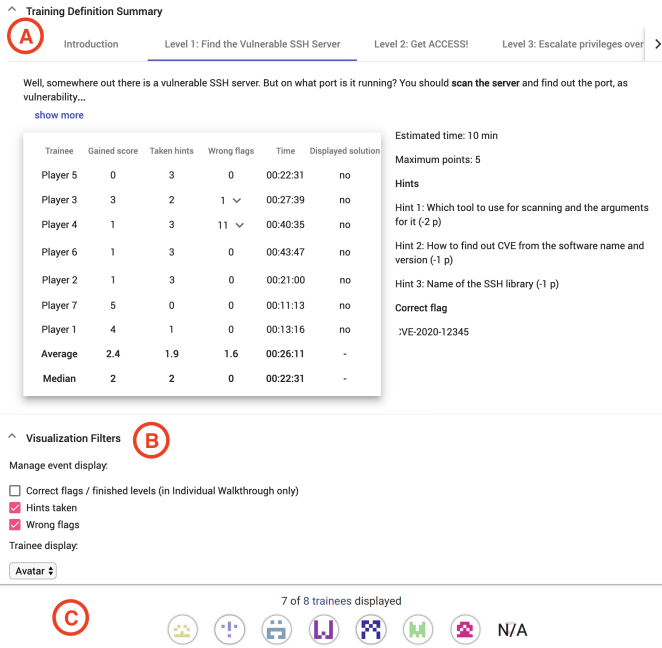 Training Definition Summary
A
Introduction Level 1: Find the Vulnerable SSH Server Level 2: Get ACCESS! Level 3: Escalate privileges over
Well, somewhere out there is a vulnerable SSH server. But on what port is it running? You should scan the server and find out the port, as
vulnerability...
show more
Trainee Gained score Taken hints Wrong flags Time Displayed solution
Player 5 0 3 0 00:22:31 no
Player 3 3 2 1 00:27:39 no
Player 4 1 3 11 00:40:35 no
Player 6 1 3 0 00:43:47 no
Player 2 1 3 0 00:21:00 no
Player 7 5 0 0 00:11:13 no
Player 1 4 1 0 00:13:16 no
Average 2.4 1.9 1.6 00:26:11 -
Median 2 2 0 00:22:31 -
Estimated time: 10 min
Maximum points: 5
Hints
Hint 1: Which tool to use for scanning and the arguments
for it (-2 p)
Hint 2: How to find out CVE from the software name and
version (-1 p)
Hint 3: Name of the SSH library (-1 p)
Correct flag
:VE-2020-12345
Visualization Filters
B
Manage event display:
Correct flags / finished levels (in Individual Walkthrough only)
Hints taken
Wrong flags
Trainee display:
Avatar
C
7 of 8 trainees displayed
N/A